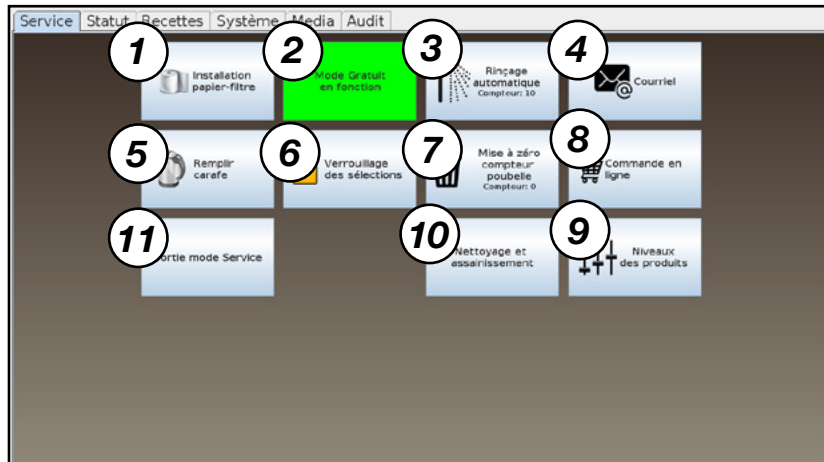 Service Statut Recettes Système Media Audit
1
Installation
papier-filtre
2
Mode Gratuit
en fonction
3
Rinçage
automatique
Compteur: 10
4
Courriel
5
Remplir
carafe
6
Verrouillage
des sélections
7
Mise à zéro
compteur
poubelle
Compteur: 0
8
Commande en
ligne
11
ortie mode Service
10
Nettoyage et
assainissement
9
Niveaux
des produits